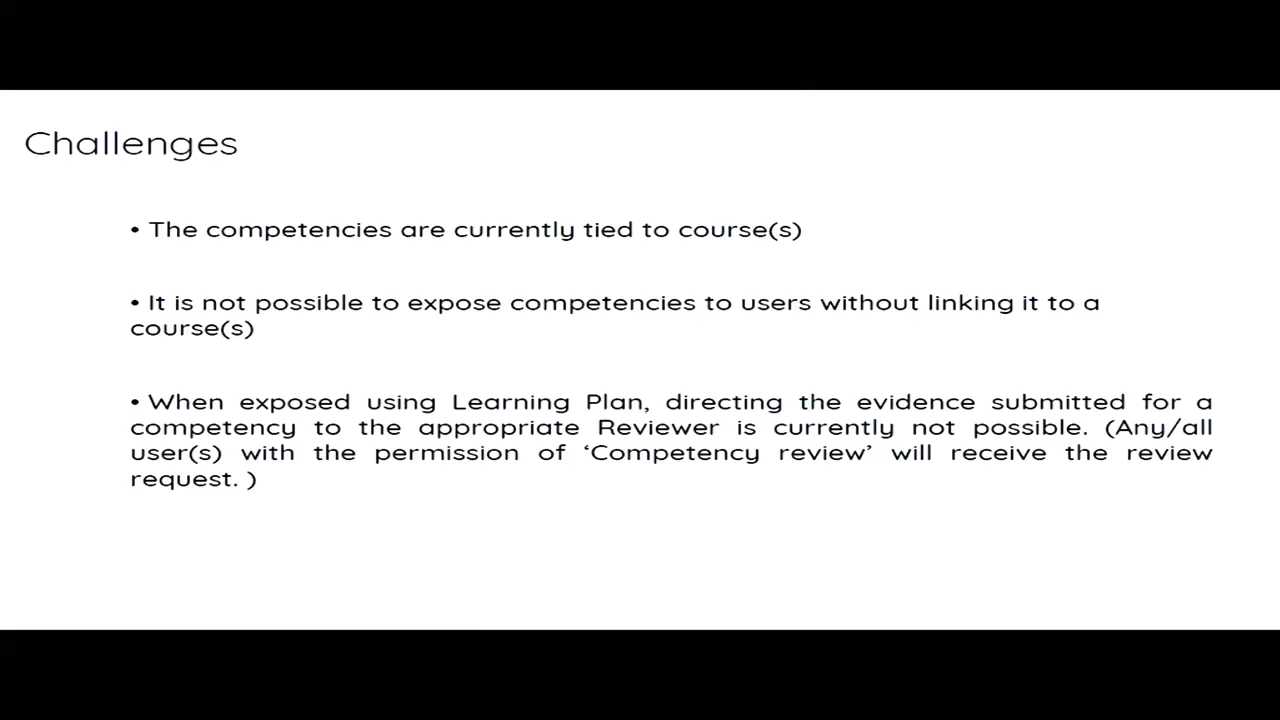 Challenges
• The competencies are currently tied to course(s)
• It is not possible to expose competencies to users without linking it to a
course(s)
• When exposed using Learning Plan, directing the evidence submitted for a
competency to the appropriate Reviewer is currently not possible. (Any/all
user(s) with the permission of ‘Competency review’ will receive the review
request. )